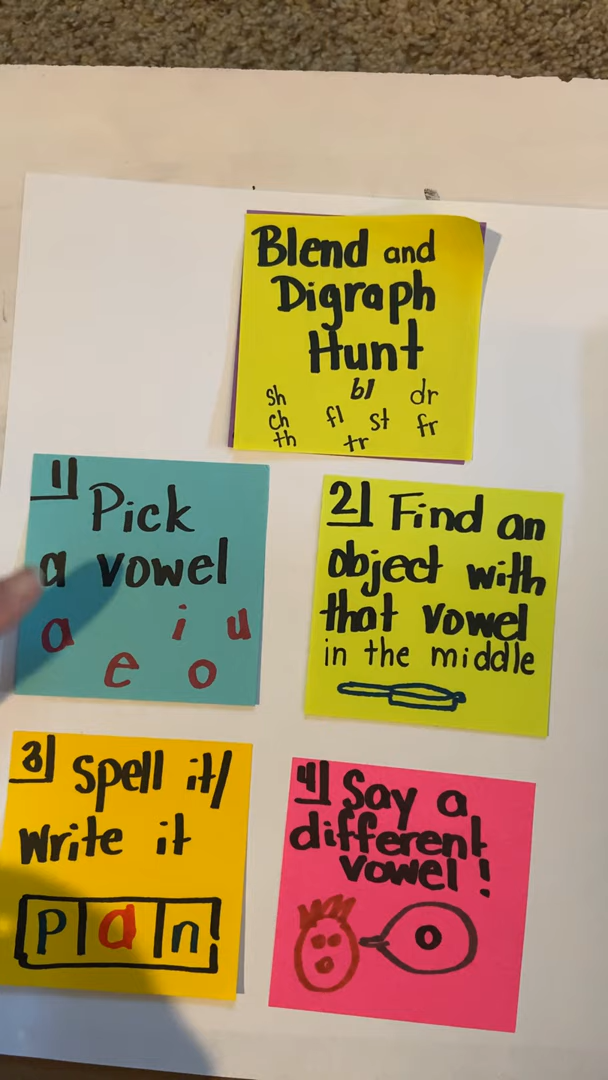 Blend and
Digraph
Hunt
sh bl dr
ch fl st fr
th tr
1) Pick
a vowel
a i u
e o
2) Find an
object with
that vowel
in the middle
3) Spell it/
Write it
p a n
4) Say a
different
vowel!
o